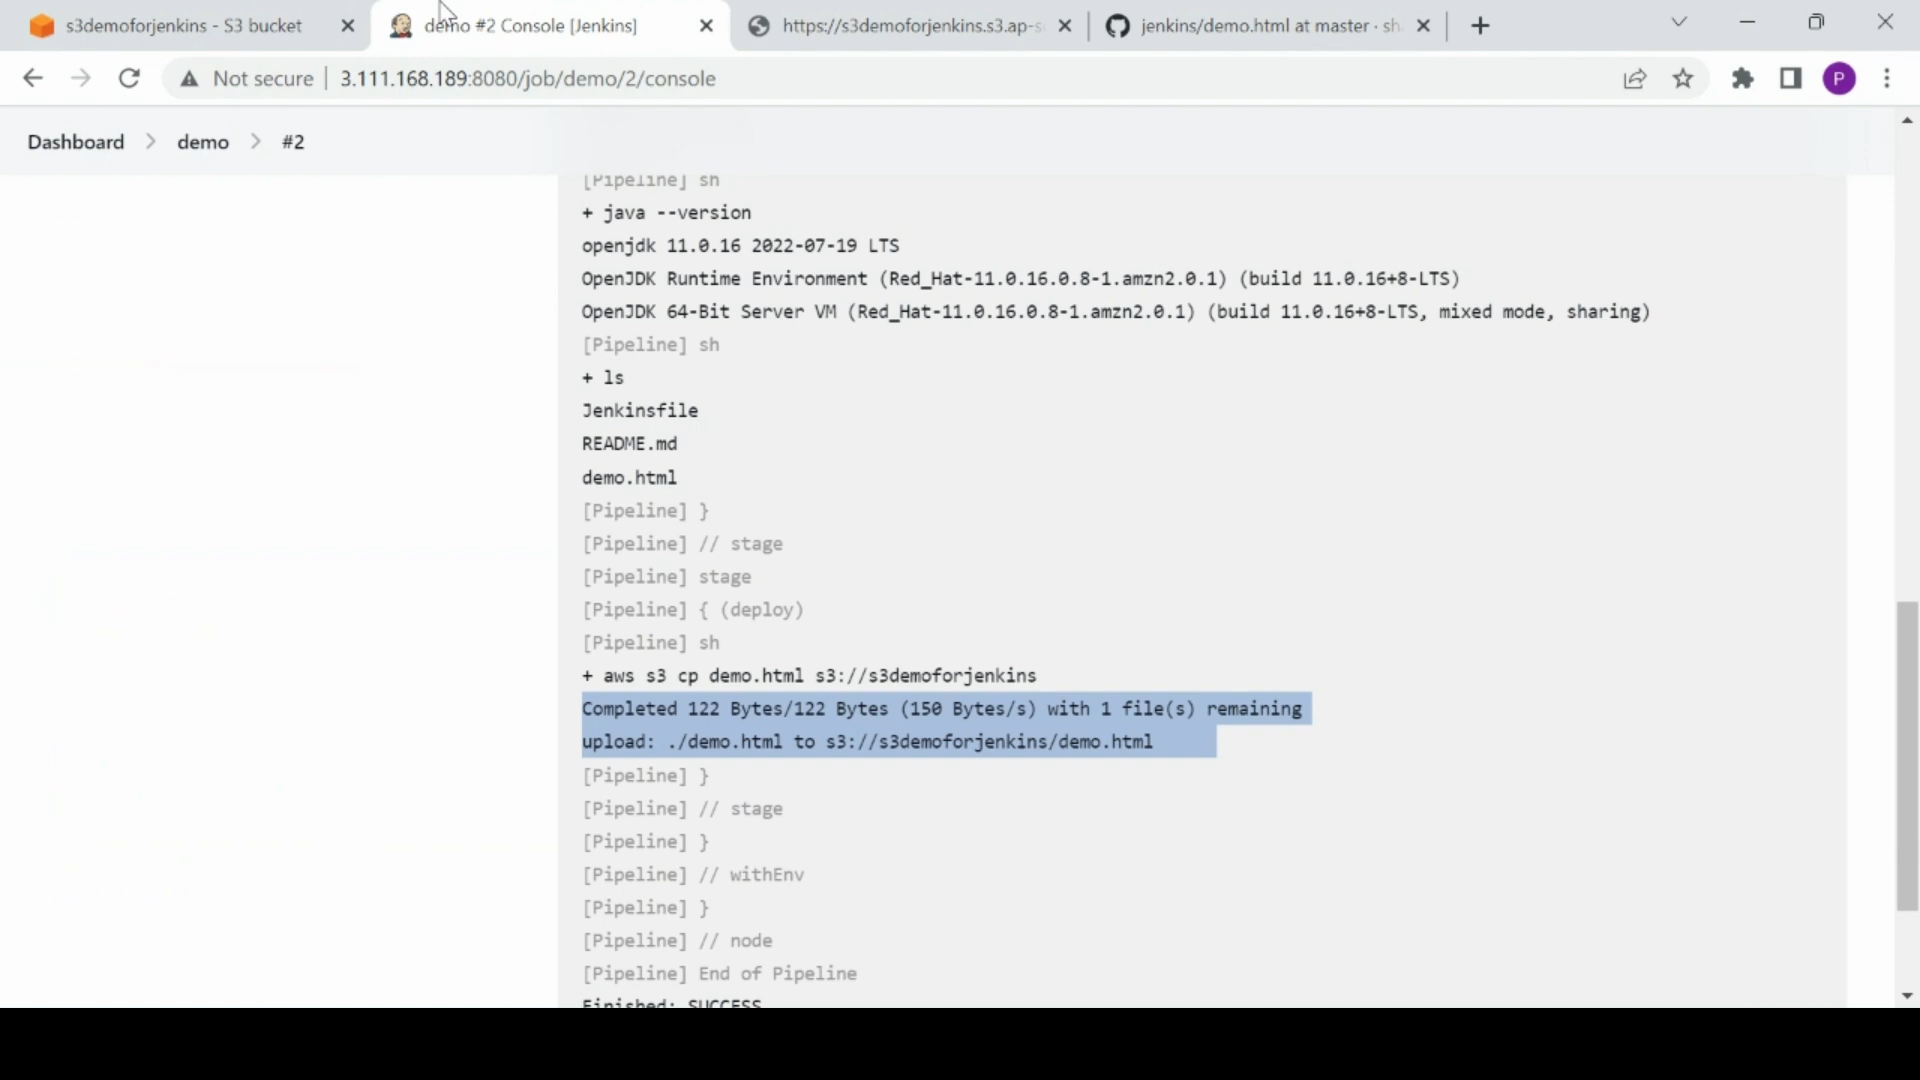 s3demoforjenkins - S3 bucket
demo #2 Console [Jenkins]
https://s3demoforjenkins.s3.ap-s
jenkins/demo.html at master · sh
Not secure
3.111.168.189:8080/job/demo/2/console
P
Dashboard
demo
#2
[Pipeline] sh
+ java --version
openjdk 11.0.16 2022-07-19 LTS
OpenJDK Runtime Environment (Red_Hat-11.0.16.0.8-1.amzn2.0.1) (build 11.0.16+8-LTS)
OpenJDK 64-Bit Server VM (Red_Hat-11.0.16.0.8-1.amzn2.0.1) (build 11.0.16+8-LTS, mixed mode, sharing)
[Pipeline] sh
+ ls
Jenkinsfile
README.md
demo.html
[Pipeline] }
[Pipeline] // stage
[Pipeline] stage
[Pipeline] { (deploy)
[Pipeline] sh
+ aws s3 cp demo.html s3://s3demoforjenkins
Completed 122 Bytes/122 Bytes (150 Bytes/s) with 1 file(s) remaining
upload: ./demo.html to s3://s3demoforjenkins/demo.html
[Pipeline] }
[Pipeline] // stage
[Pipeline] }
[Pipeline] // withEnv
[Pipeline] }
[Pipeline] // node
[Pipeline] End of Pipeline
Finished: SUCCESS